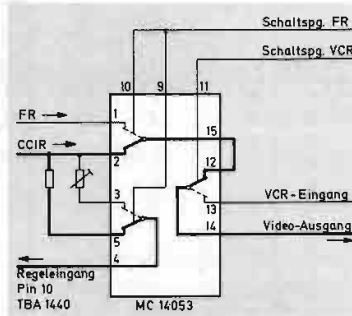 Schaltspg. FR
Schaltspg. VCR
10 9 11
FR
1
15
CCIR
2
12
3
13
VCR-Eingang
5
14
Video-Ausgang
4
Regeleingang
Pin 10
TBA 1440
MC 14053